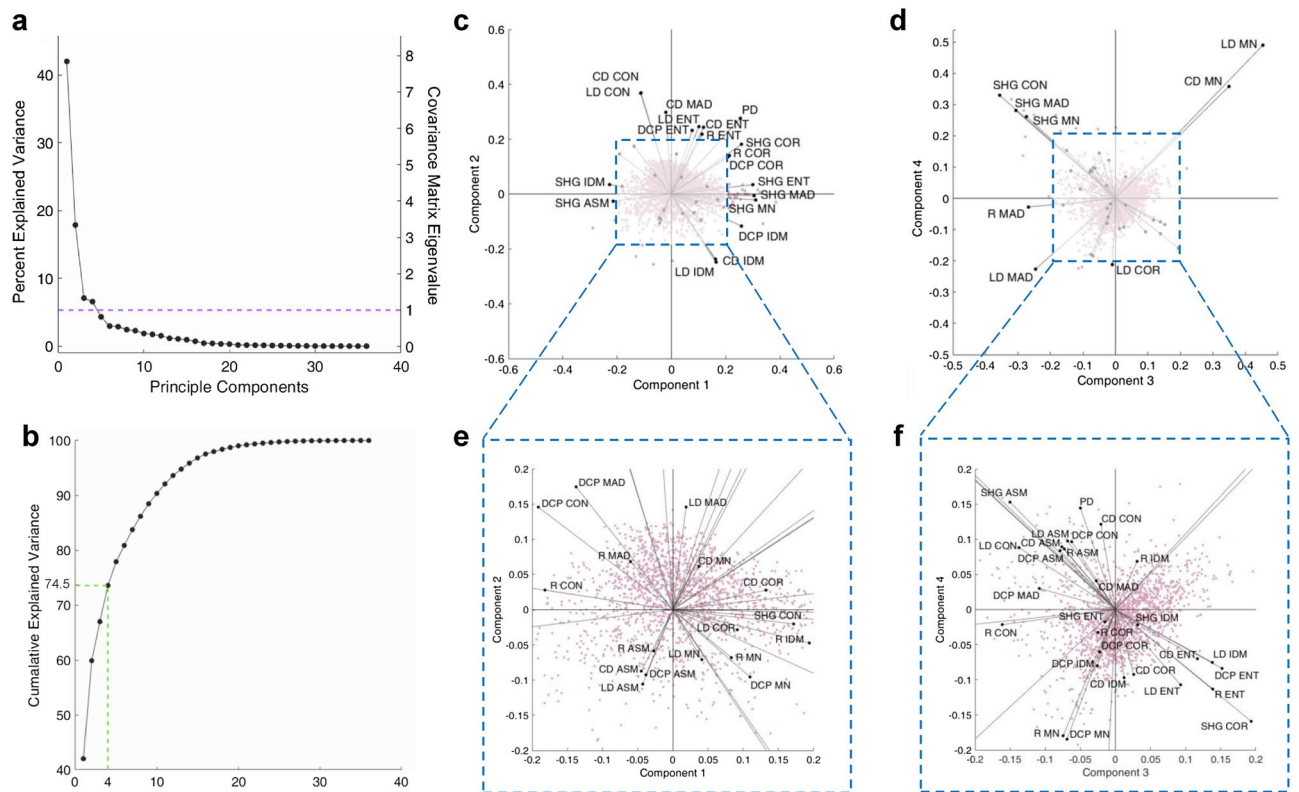 a
Percent Explained Variance
40
30
20
10
0
8
7
6
5
4
3
2
1
0
Covariance Matrix Eigenvalue
0
10
20
30
40
Principle Components
b
Cumalative Explained Variance
100
90
80
74.5
70
60
50
40
0
4
10
20
30
40
c
Component 2
0.6
0.4
0.2
0
-0.2
-0.4
-0.6
CD CON
LD CON
CD MAD
PD
LD ENT
CD ENT
DCP ENT
R ENT
SHG COR
R COR
DCP COR
SHG IDM
SHG ENT
SHG MAD
SHG ASM
SHG MN
DCP IDM
CD IDM
LD IDM
-0.6
-0.4
-0.2
0
0.2
0.4
0.6
Component 1
d
Component 4
0.5
0.4
0.3
0.2
0.1
0
-0.1
-0.2
-0.3
-0.4
-0.5
LD MN
CD MN
SHG CON
SHG MAD
SHG MN
R MAD
LD MAD
LD COR
-0.5
-0.4
-0.3
-0.2
-0.1
0
0.1
0.2
0.3
0.4
0.5
Component 3
e
Component 2
0.2
0.15
0.1
0.05
0
-0.05
-0.1
-0.15
-0.2
DCP MAD
DCP CON
LD MAD
R MAD
CD MN
R CON
CD COR
SHG CON
LD COR
R IDM
R ASM
LD MN
R MN
CD ASM
DCP ASM
LD ASM
DCP MN
-0.2
-0.15
-0.1
-0.05
0
0.05
0.1
0.15
0.2
Component 1
f
Component 4
0.2
0.15
0.1
0.05
0
-0.05
-0.1
-0.15
-0.2
SHG ASM
PD
CD CON
LD ASM
DCP CON
LD CON
CD ASM
R ASM
DCP ASM
R IDM
CD MAD
DCP MAD
SHG ENT
SHG IDM
R CON
R COR
DCP COR
CD ENT
LD IDM
DCP IDM
CD COR
DCP ENT
CD IDM
LD ENT
R ENT
SHG COR
R MN
DCP MN
-0.2
-0.15
-0.1
-0.05
0
0.05
0.1
0.15
0.2
Component 3